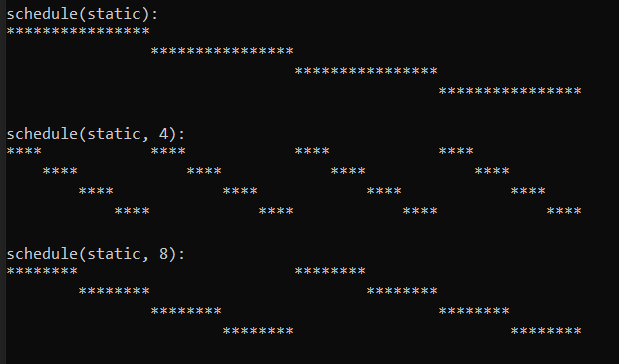 schedule(static):
****************
                ****************
                                ****************
                                                ****************

schedule(static, 4):
****            ****            ****            ****
    ****            ****            ****            ****
        ****            ****            ****            ****
            ****            ****            ****            ****

schedule(static, 8):
********                        ********
        ********                        ********
                ********                        ********
                        ********                        ********